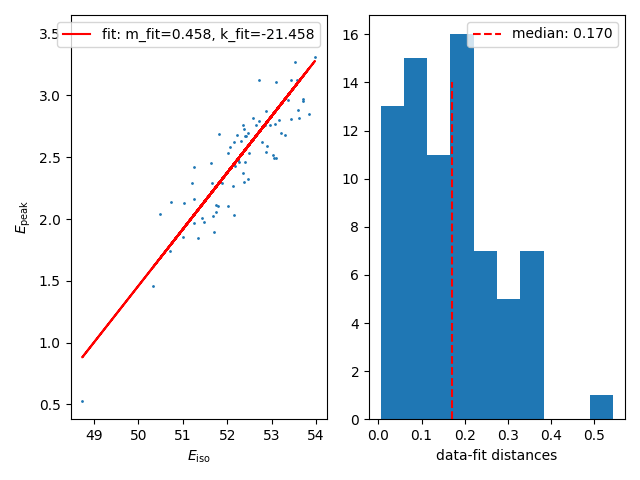 fit: m_fit=0.458, k_fit=-21.458
3.5
3.0
2.5
2.0
1.5
1.0
0.5
E_peak
49 50 51 52 53 54
E_iso
median: 0.170
16
14
12
10
8
6
4
2
0
0.0 0.1 0.2 0.3 0.4 0.5
data-fit distances